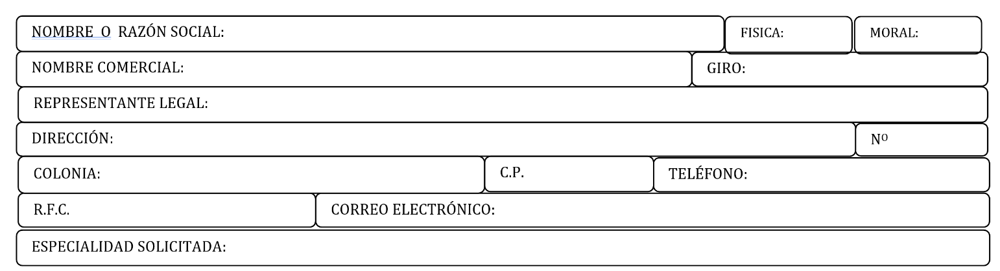 NOMBRE O RAZÓN SOCIAL: FISICA: MORAL:
NOMBRE COMERCIAL: GIRO:
REPRESENTANTE LEGAL:
DIRECCIÓN: Nº
COLONIA: C.P. TELÉFONO:
R.F.C. CORREO ELECTRÓNICO:
ESPECIALIDAD SOLICITADA: